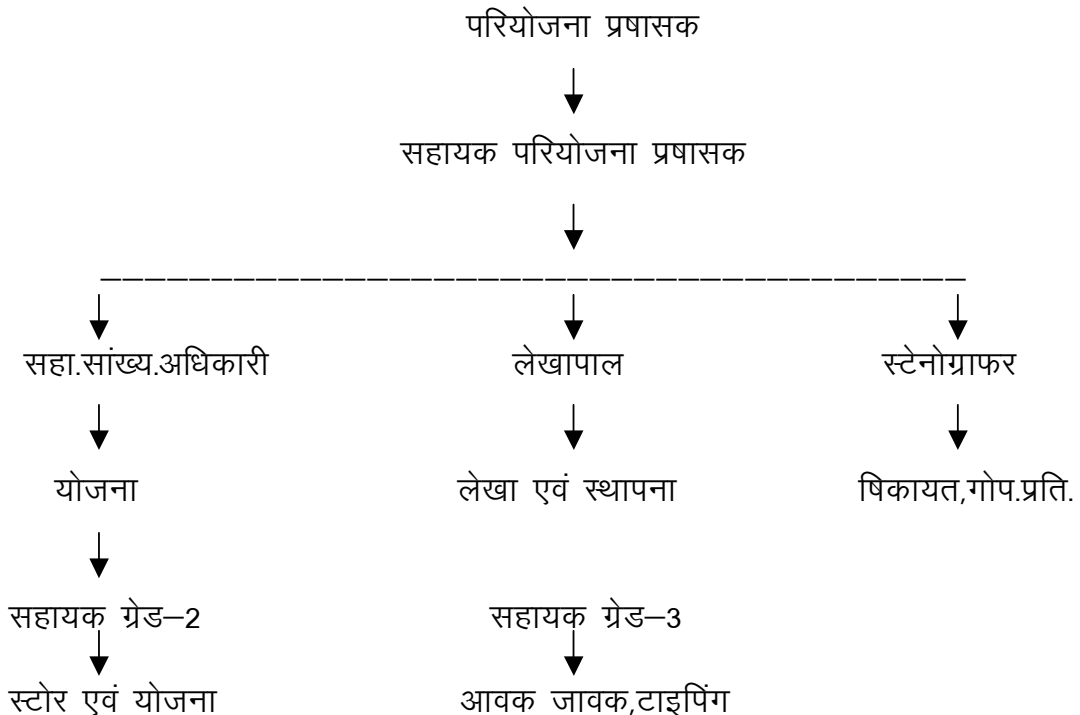 परियोजना प्रषासक
सहायक परियोजना प्रषासक
सहा.सांख्य.अधिकारी लेखापाल स्टेनोग्राफर
योजना लेखा एवं स्थापना षिकायत,गोप.प्रति.
सहायक ग्रेड–2 सहायक ग्रेड–3
स्टोर एवं योजना आवक जावक,टाइपिंग